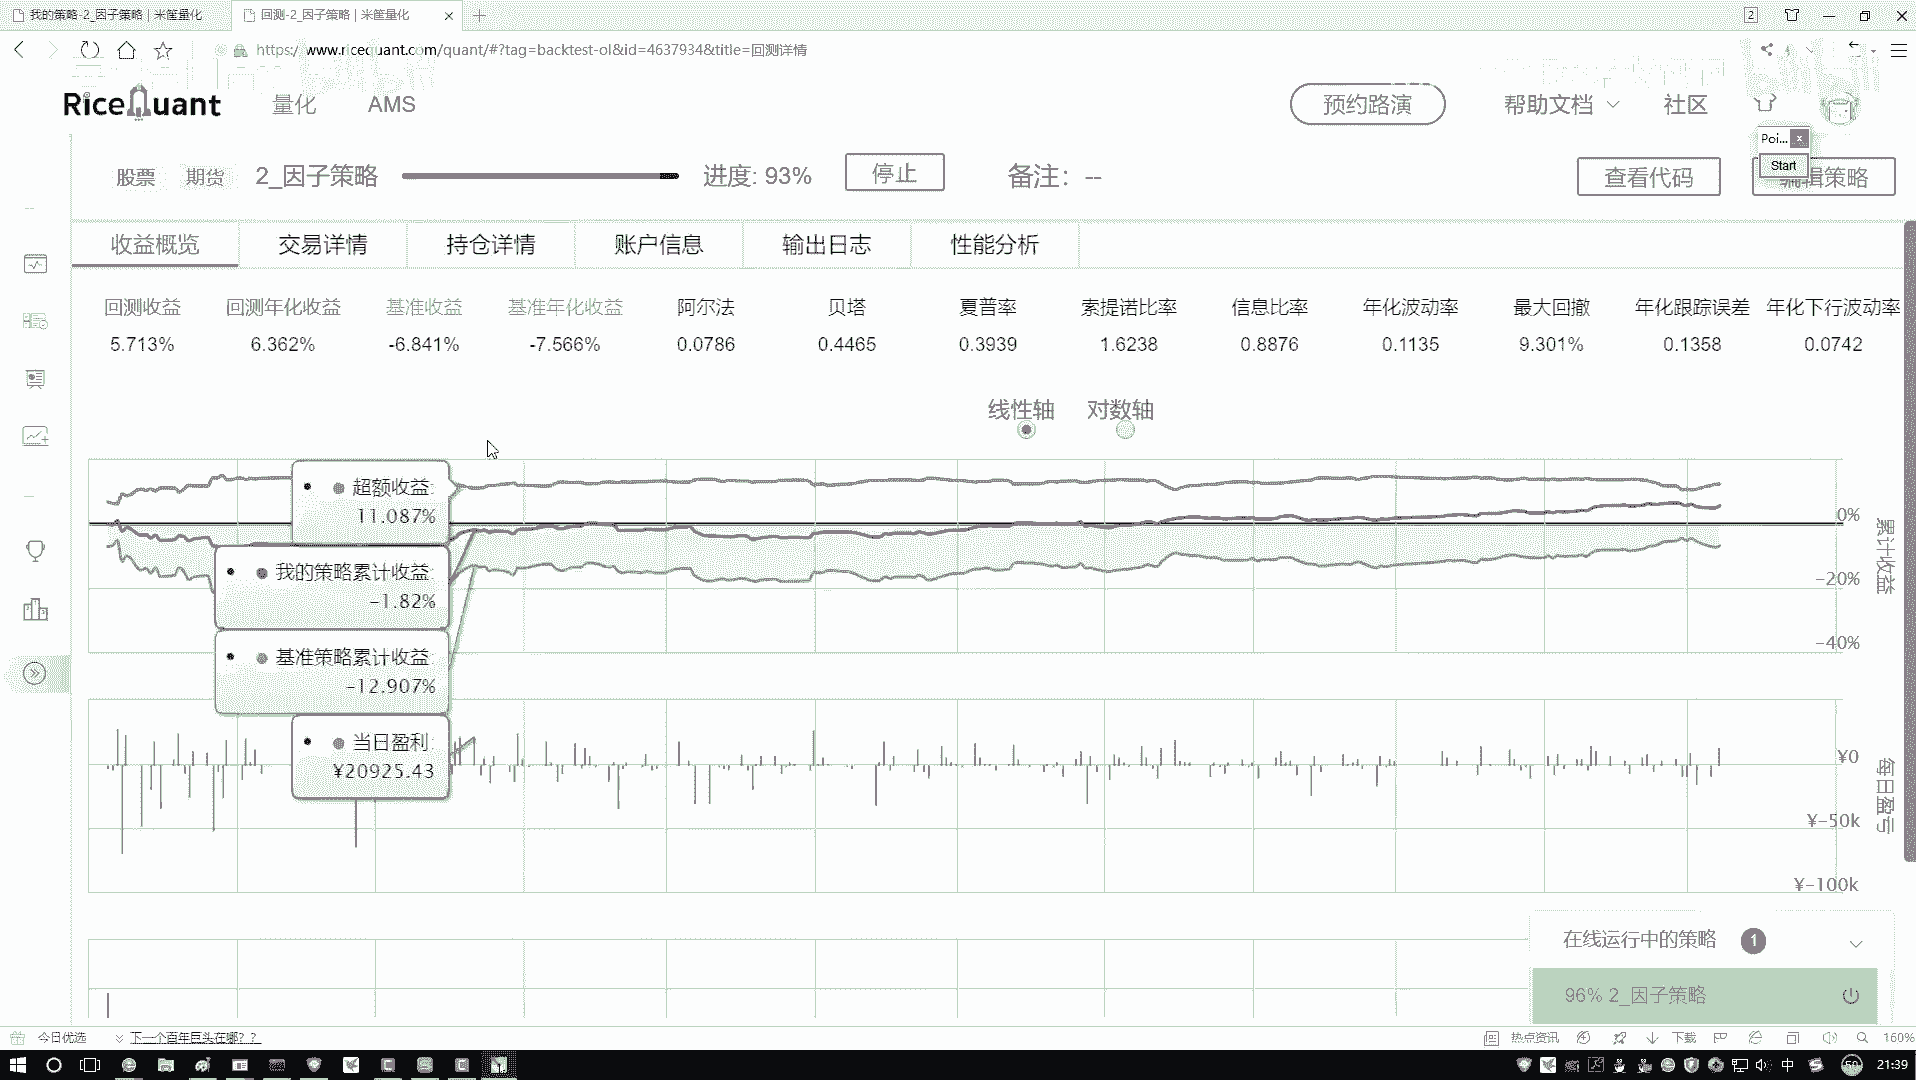 我的策略-2_因子策略 | 米筐量化
回测-2_因子策略 | 米筐量化
2
https://www.ricequant.com/quant/#?tag=backtest-ol&id=4637934&title=回测详情
RiceQuant
量化
AMS
预约路演
帮助文档
社区
Poi...
Start
股票
期货
2_因子策略
进度: 93%
停止
备注: --
查看代码
编辑策略
收益概览
交易详情
持仓详情
账户信息
输出日志
性能分析
回测收益 回测年化收益 基准收益 基准年化收益 阿尔法 贝塔 夏普率 索提诺比率 信息比率 年化波动率 最大回撤 年化跟踪误差 年化下行波动率
5.713% 6.362% -6.841% -7.566% 0.0786 0.4465 0.3939 1.6238 0.8876 0.1135 9.301% 0.1358 0.0742
线性轴 对数轴
超额收益:
11.087%
我的策略累计收益:
-1.82%
基准策略累计收益:
-12.907%
当日盈利:
¥20925.43
0%
-20%
-40%
累计收益
¥0
¥-50k
¥-100k
每日盈亏
在线运行中的策略 1
96% 2_因子策略
今日优选
下一个百年巨头在哪？？
热点资讯
下载
160%
中
59
21:39